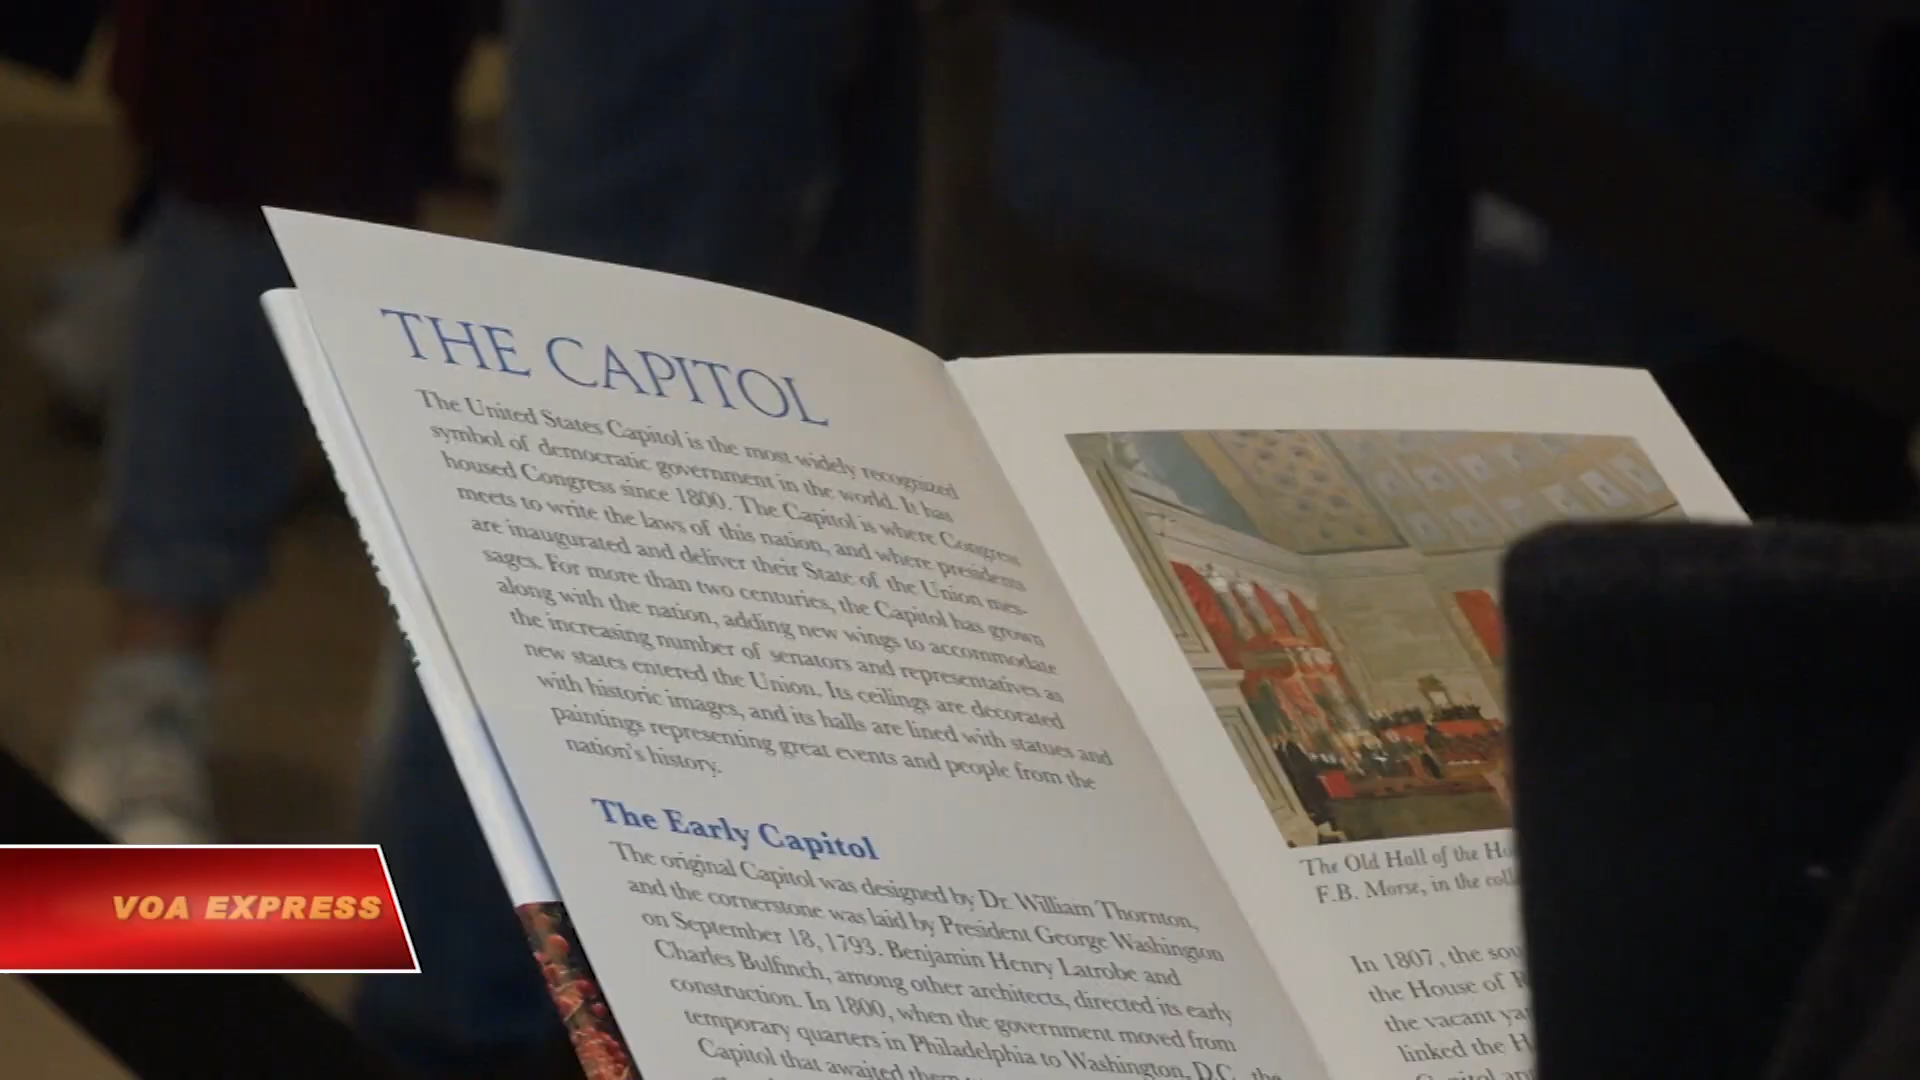 THE CAPITOL
The United States Capitol is the most widely recognized
symbol of democratic government in the world. It has
housed Congress since 1800. The Capitol is where Congress
meets to write the laws of this nation, and where presidents
are inaugurated and deliver their State of the Union mes-
sages. For more than two centuries, the Capitol has grown
along with the nation, adding new wings to accommodate
the increasing number of senators and representatives as
new states entered the Union. Its ceilings are decorated
with historic images, and its halls are lined with statues and
paintings representing great events and people from the
nation's history.
The Early Capitol
The original Capitol was designed by Dr. William Thornton,
and the cornerstone was laid by President George Washington
on September 18, 1793. Benjamin Henry Latrobe and
Charles Bulfinch, among other architects, directed its early
construction. In 1800, when the government moved from
temporary quarters in Philadelphia to Washington, D.C., the
Capitol that awaited them
The Old Hall of the
F.B. Morse, in the
In 1807, the
the House of
the vacant
linked the
VOA EXPRESS